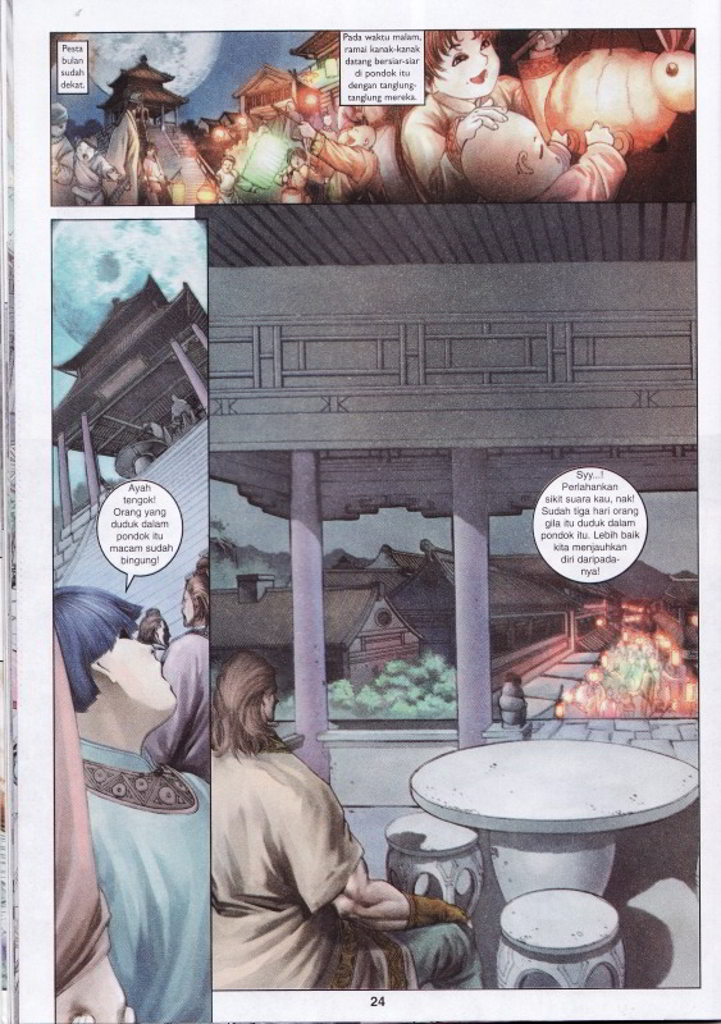 Pesta
bulan
sudah
dekat.
Pada waktu malam,
ramai kanak-kanak
datang bersiar-siar
di pondok itu
dengan tanglung-
tanglung mereka.
Ayah
tengok!
Orang yang
duduk dalam
pondok itu
macam sudah
bingung!
Syy...!
Perlahankan
sikit suara kau, nak!
Sudah tiga hari orang
gila itu duduk dalam
pondok itu. Lebih baik
kita menjauhkan
diri daripada-
nya!
24